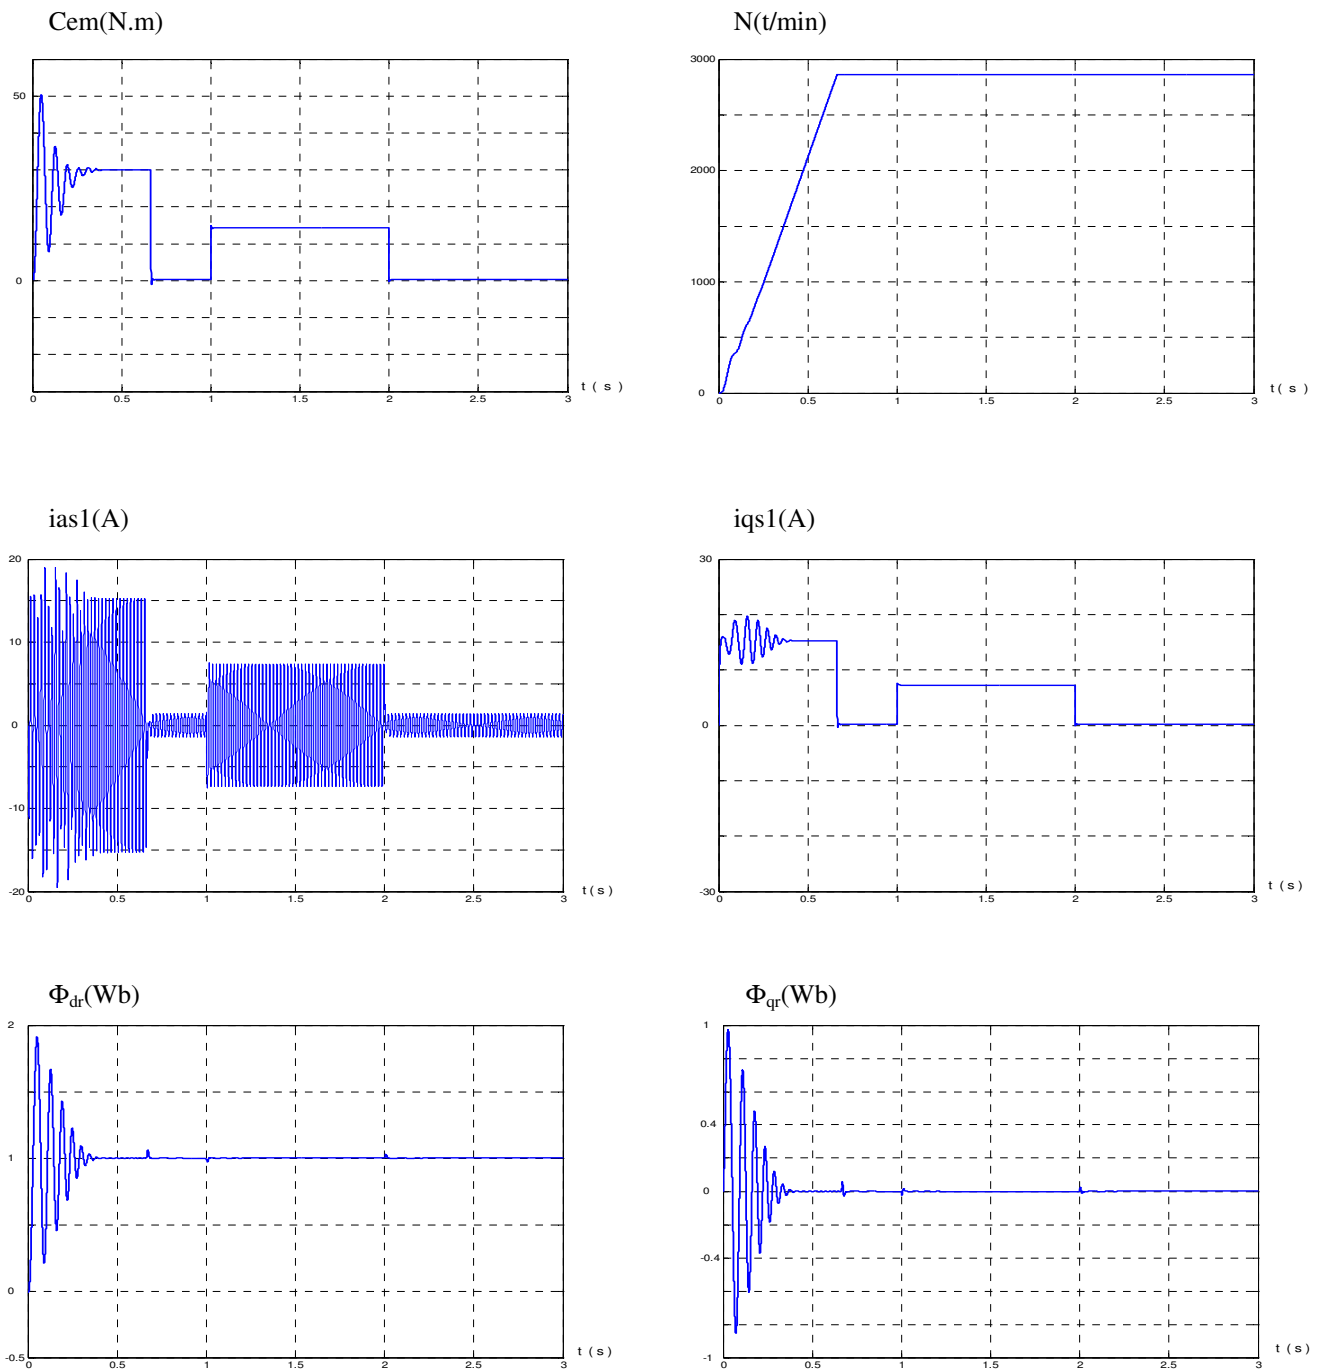 Cem(N.m)
N(t/min)
50
0
0 0.5 1 1.5 2 2.5 3
t ( s )
3000
2000
1000
0
0 0.5 1 1.5 2 2.5 3
t( s )
ias1(A)
iqs1(A)
20
10
0
-10
-20
0 0.5 1 1.5 2 2.5 3
t ( s )
30
0
-30
0 0.5 1 1.5 2 2.5 3
t ( s )
Φdr(Wb)
Φqr(Wb)
2
1
0
-0.5
0 0.5 1 1.5 2 2.5 3
t ( s )
1
0.4
0
-0.4
-1
0 0.5 1 1.5 2 2.5 3
t ( s )